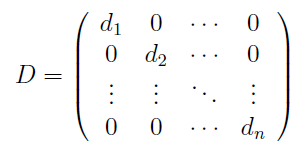 d₁ 0 ⋯ 0
0 d₂ ⋯ 0
D =
⋮ ⋮ ⋱ ⋮
0 0 ⋯ dₙ